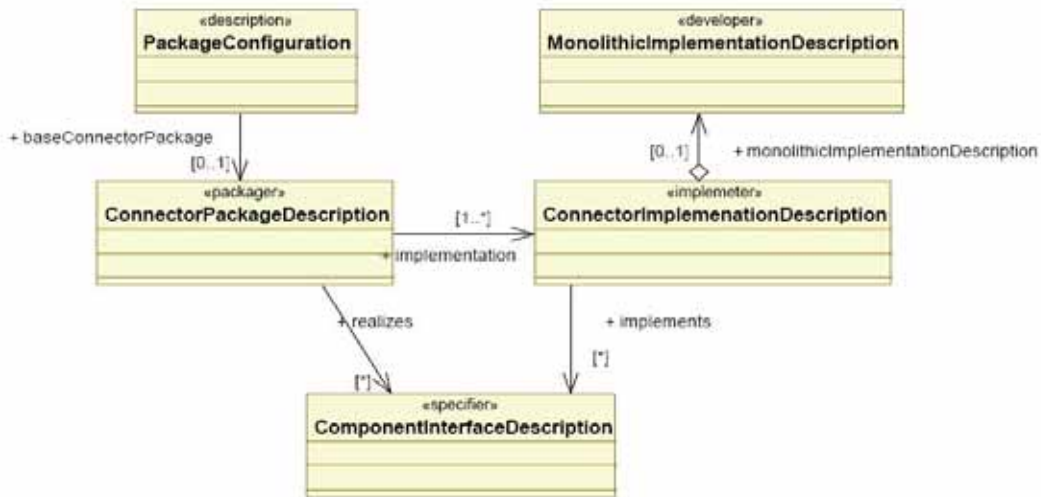 «description»
PackageConfiguration
«developer»
MonolithicImplementationDescription
+ baseConnectorPackage
[0..1]
[0..1]
+ monolithicImplementationDescription
«packager»
ConnectorPackageDescription
«implemeter»
ConnectorImplemenationDescription
[1..*]
+ implementation
+ realizes
+ implements
[*]
[*]
«specifier»
ComponentInterfaceDescription